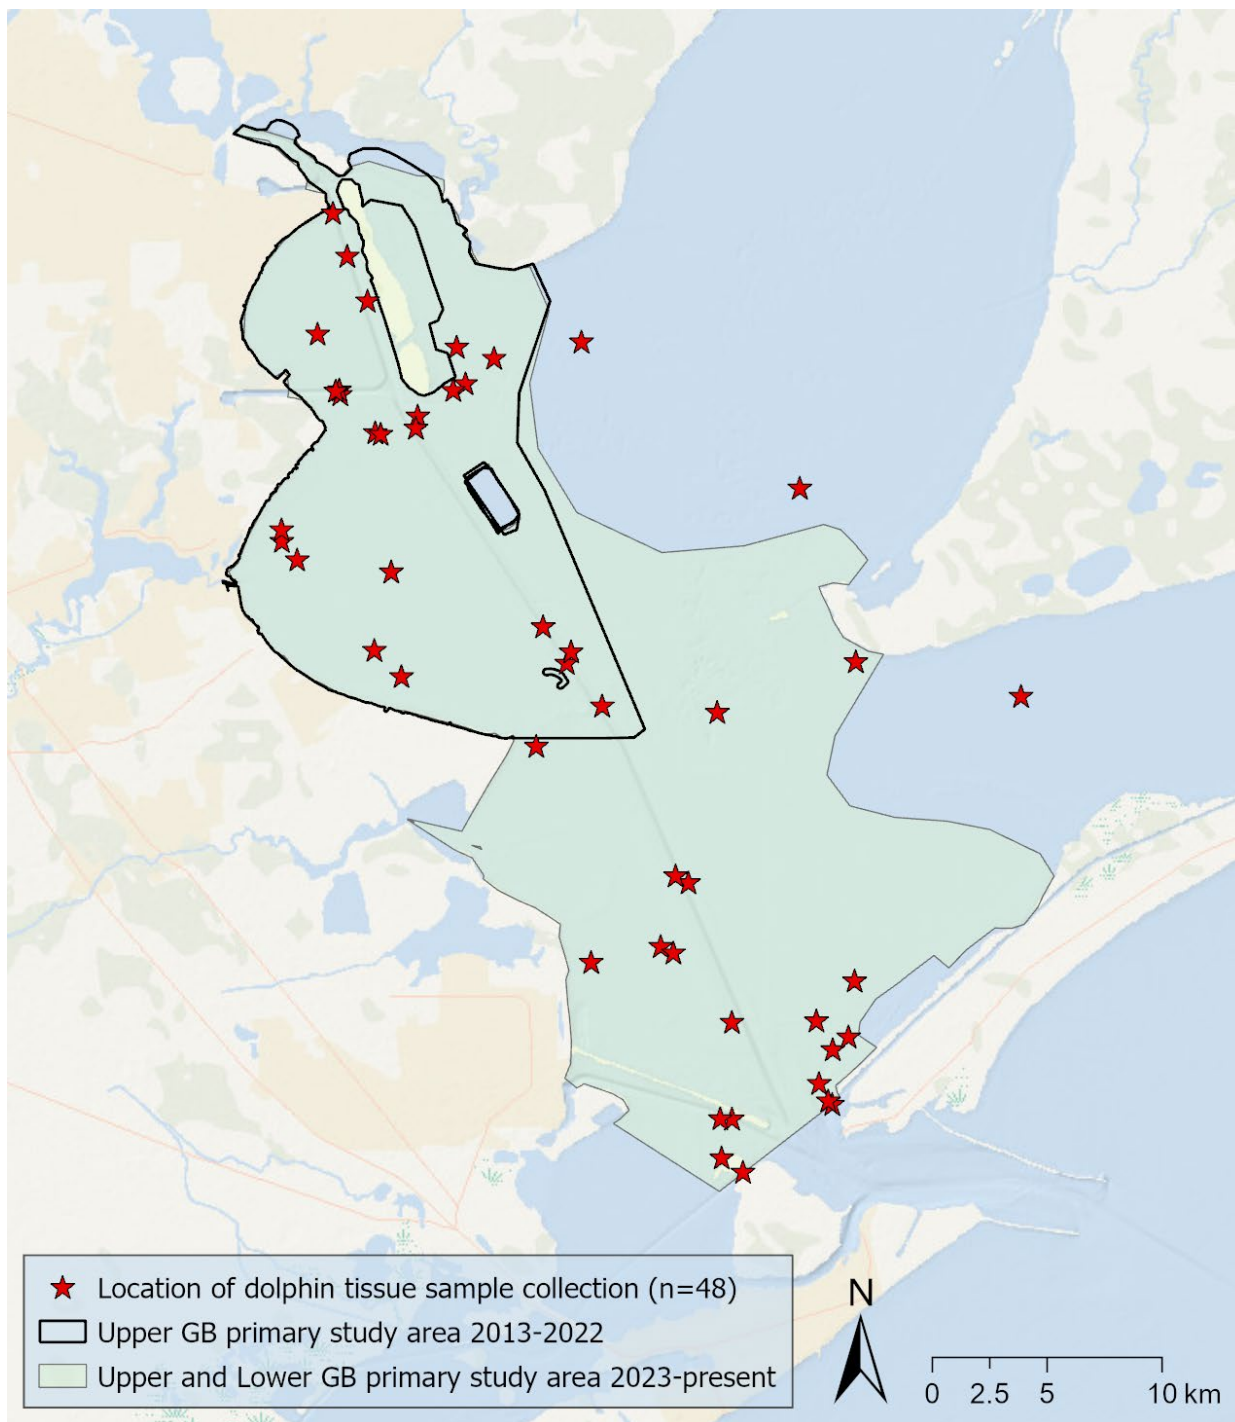 Location of dolphin tissue sample collection (n=48)
Upper GB primary study area 2013-2022
Upper and Lower GB primary study area 2023-present
N
0 2.5 5 10 km